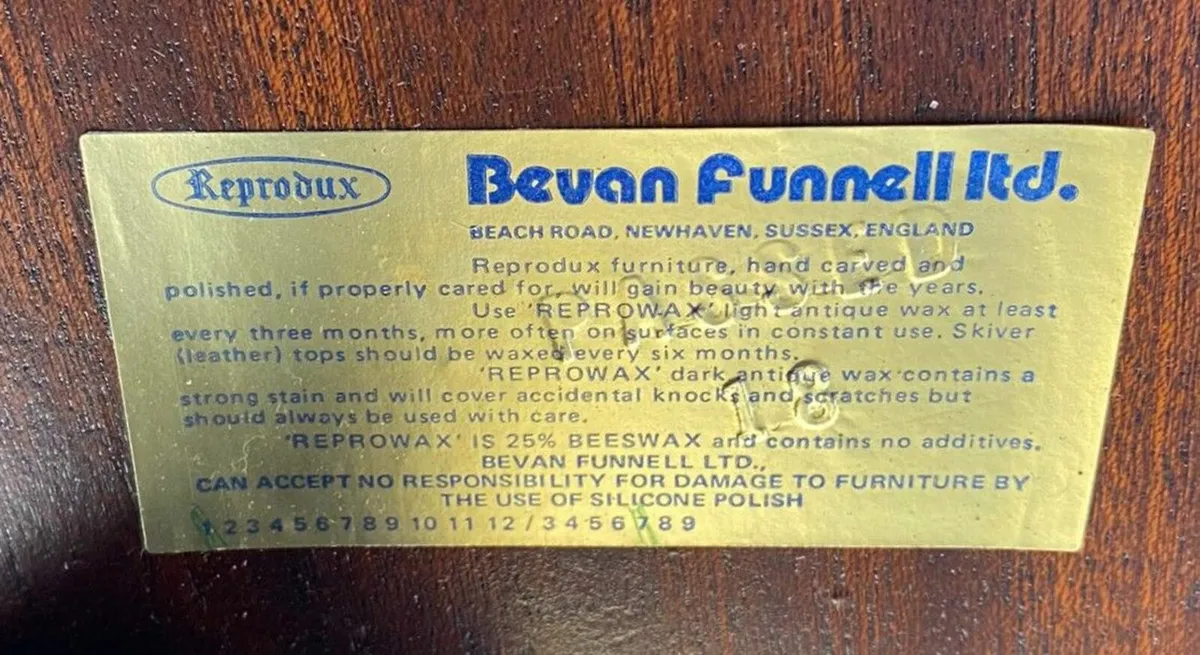 Reprodux
Bevan Funnell ltd.
BEACH ROAD, NEWHAVEN, SUSSEX, ENGLAND
Reprodux furniture, hand carved and
polished, if properly cared for, will gain beauty with the years.
Use 'REPROWAX' light antique wax at least
every three months, more often on surfaces in constant use. Skiver
(leather) tops should be waxed every six months.
'REPROWAX' dark antique wax contains a
strong stain and will cover accidental knocks and scratches but
should always be used with care.
'REPROWAX' IS 25% BEESWAX and contains no additives.
BEVAN FUNNELL LTD.,
CAN ACCEPT NO RESPONSIBILITY FOR DAMAGE TO FURNITURE BY
THE USE OF SILICONE POLISH
1 2 3 4 5 6 7 8 9 10 11 12 / 3 4 5 6 7 8 9
PASSED
18